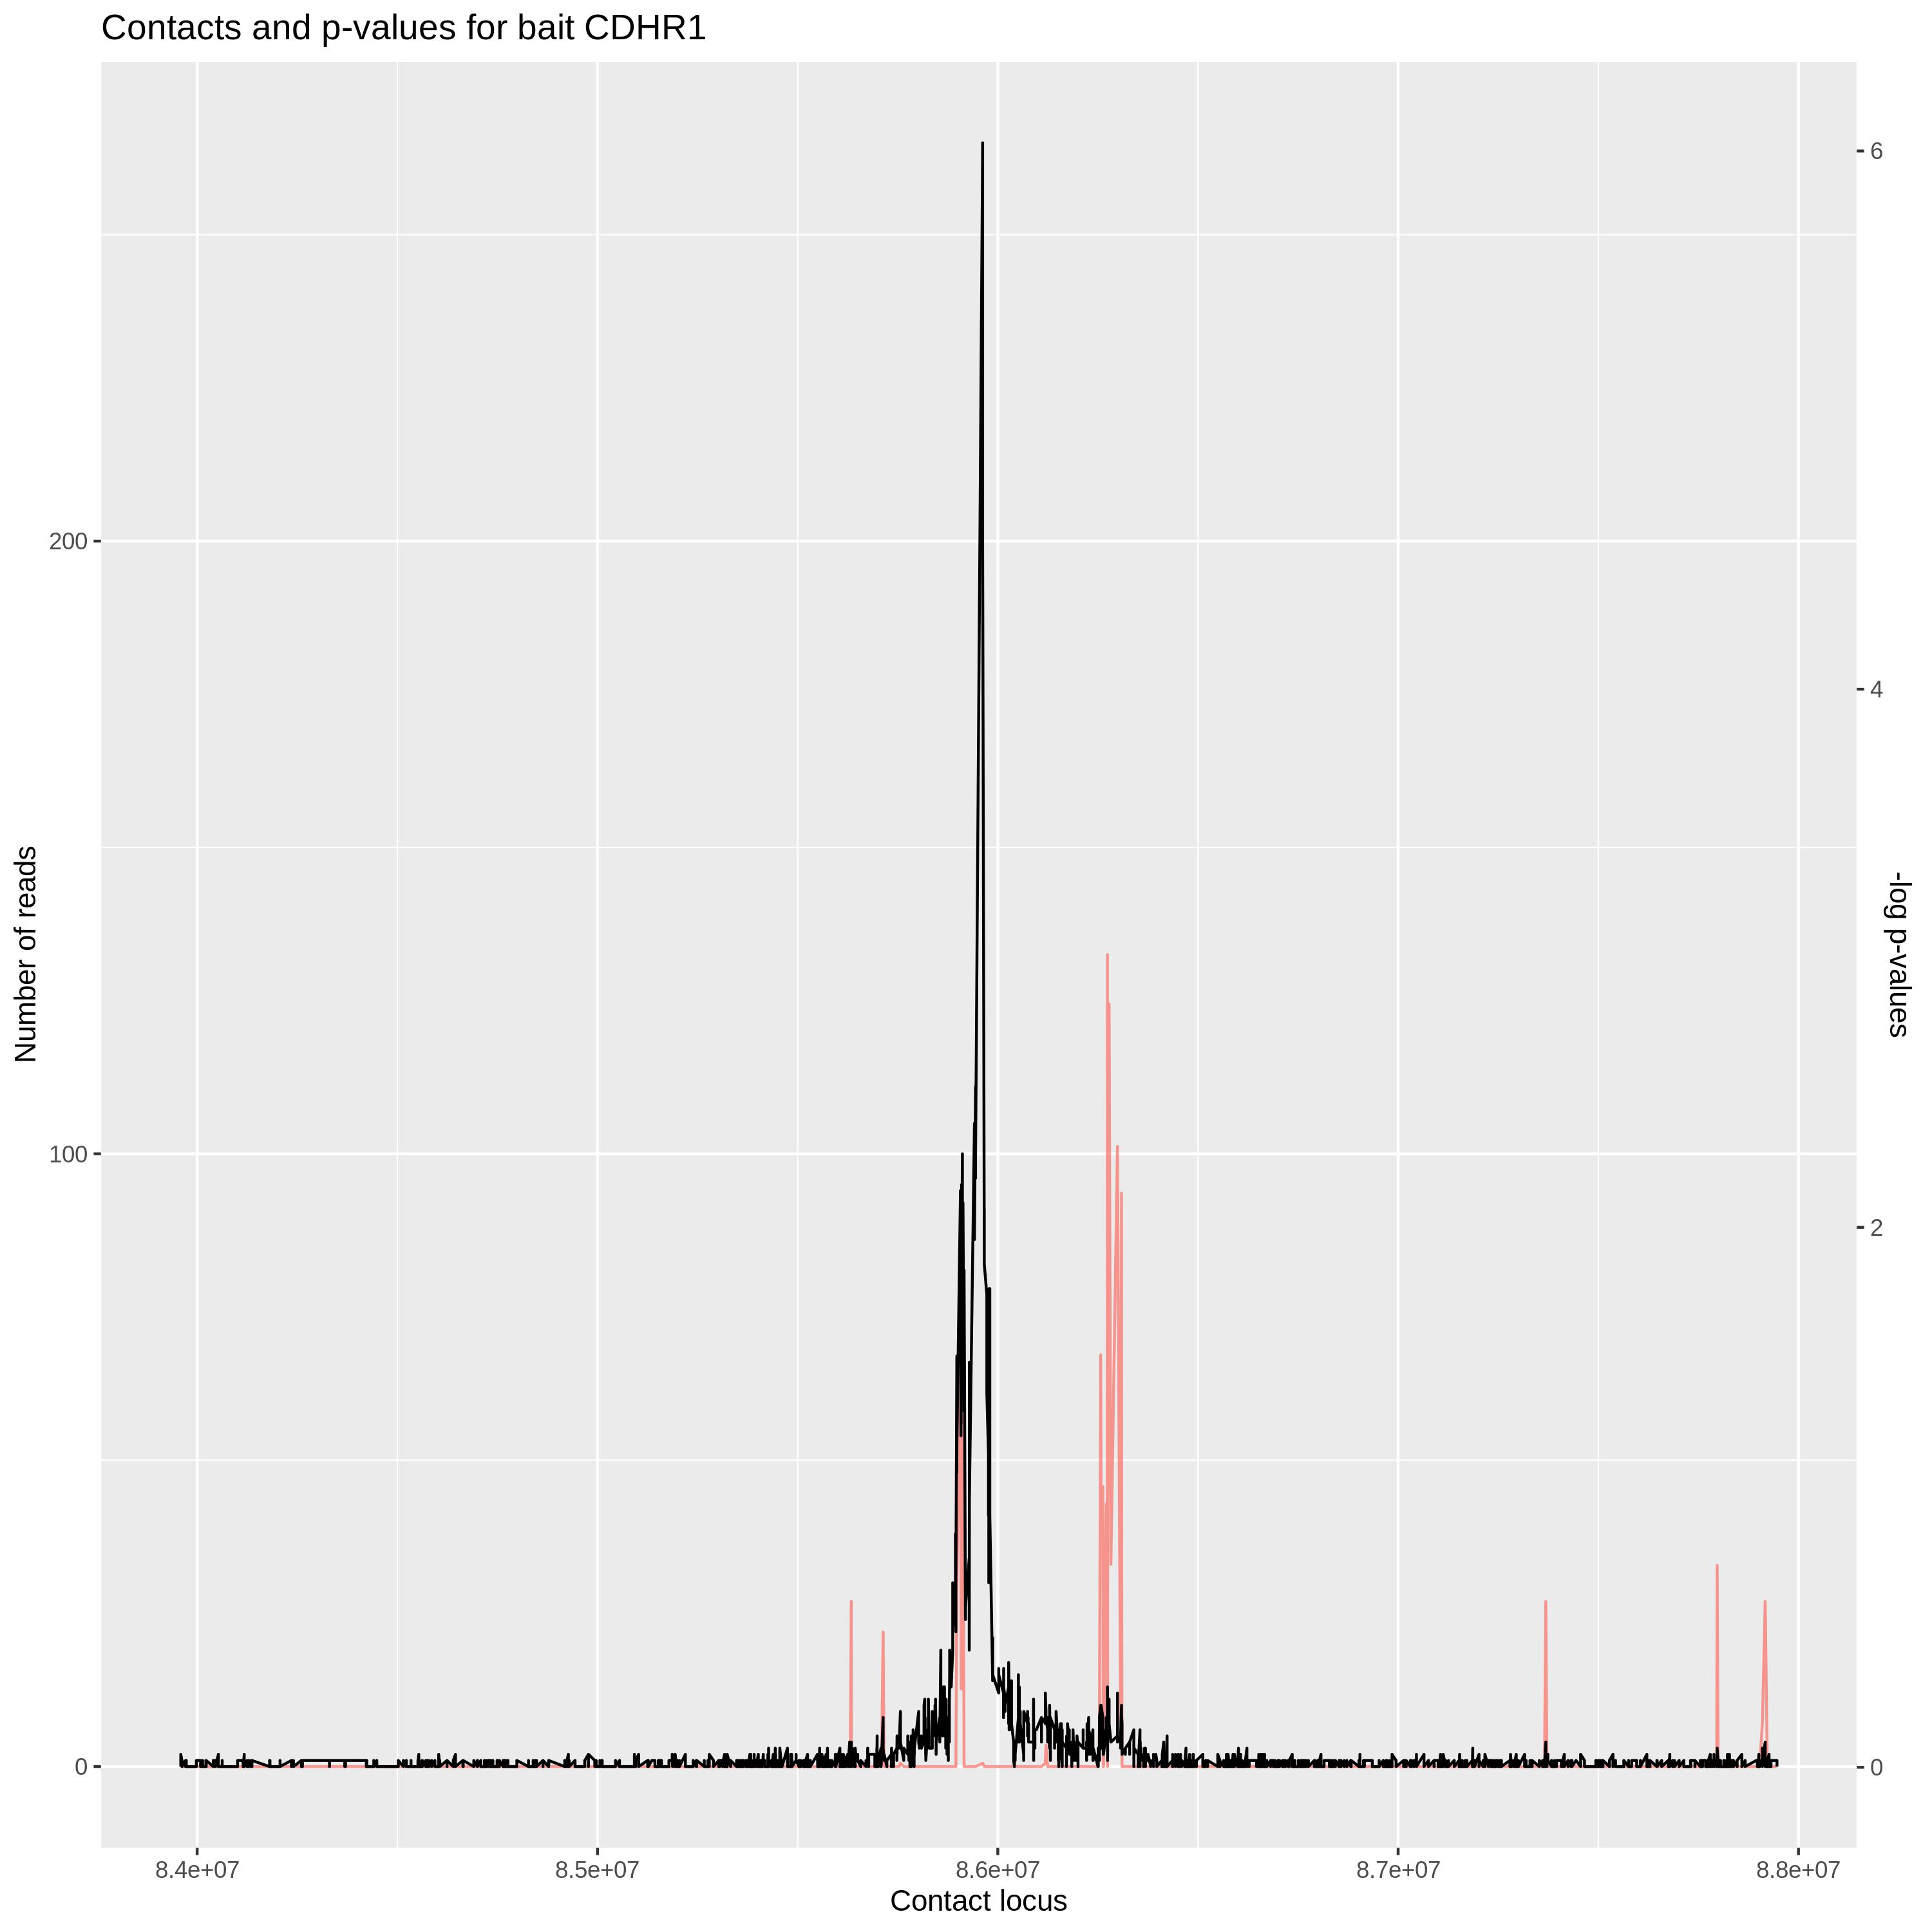 Contacts and p-values for bait CDHR1
6
200
4
Number of reads
-log p-values
100
2
0
0
8.4e+07
8.5e+07
8.6e+07
8.7e+07
8.8e+07
Contact locus